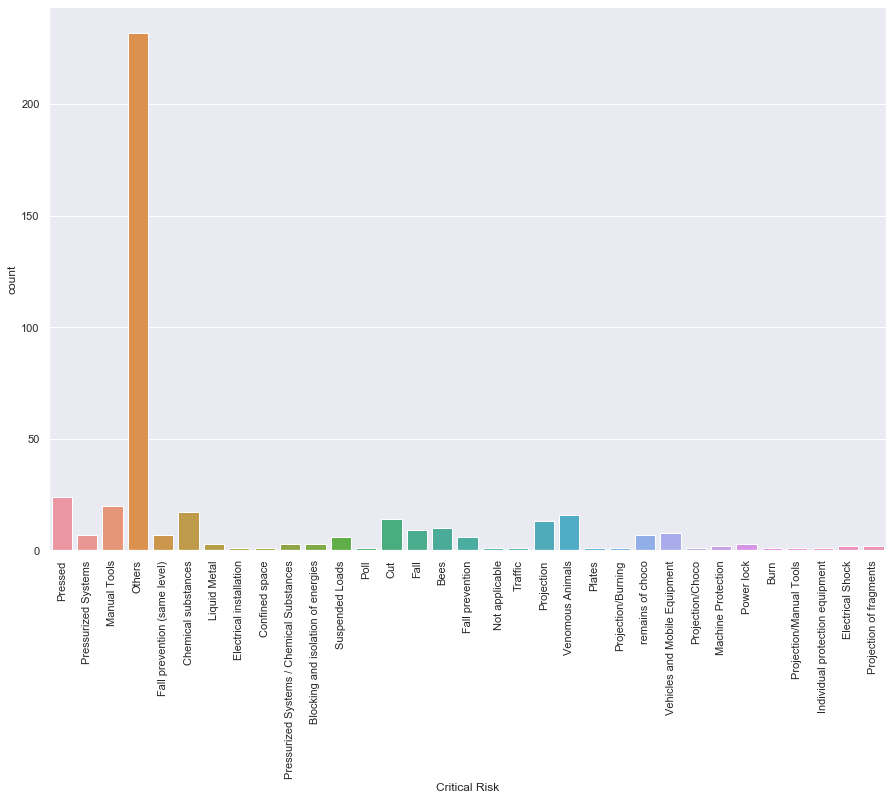 200
150
100
50
0
count
Pressed
Pressurized Systems
Manual Tools
Others
Fall prevention (same level)
Chemical substances
Liquid Metal
Electrical installation
Confined space
Pressurized Systems / Chemical Substances
Blocking and isolation of energies
Suspended Loads
Poll
Cut
Fall
Bees
Fall prevention
Not applicable
Traffic
Projection
Venomous Animals
Plates
Projection/Burning
remains of choco
Vehicles and Mobile Equipment
Projection/Choco
Machine Protection
Power lock
Burn
Projection/Manual Tools
Individual protection equipment
Electrical Shock
Projection of fragments
Critical Risk